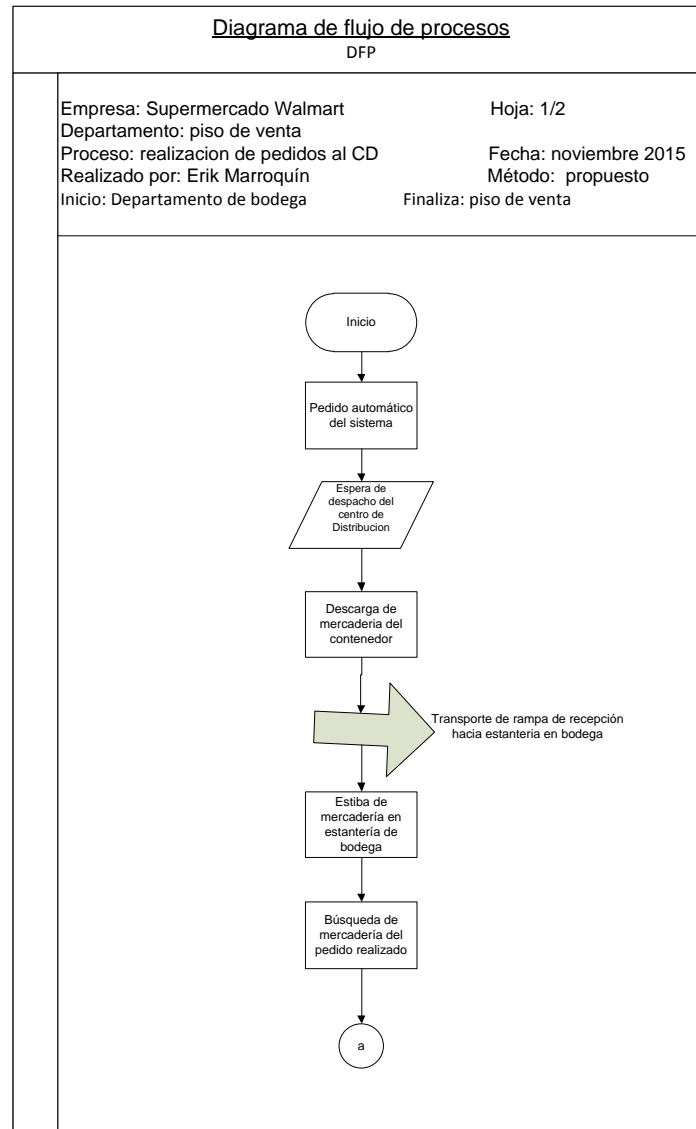 Diagrama de flujo de procesos
DFP
Empresa: Supermercado Walmart Hoja: 1/2
Departamento: piso de venta
Proceso: realizacion de pedidos al CD Fecha: noviembre 2015
Realizado por: Erik Marroquín Método: propuesto
Inicio: Departamento de bodega Finaliza: piso de venta
Inicio
Pedido automático
del sistema
Espera de
despacho del
centro de
Distribucion
Descarga de
mercaderia del
contenedor
Transporte de rampa de recepción
hacia estanteria en bodega
Estiba de
mercadería en
estantería de
bodega
Búsqueda de
mercadería del
pedido realizado
a